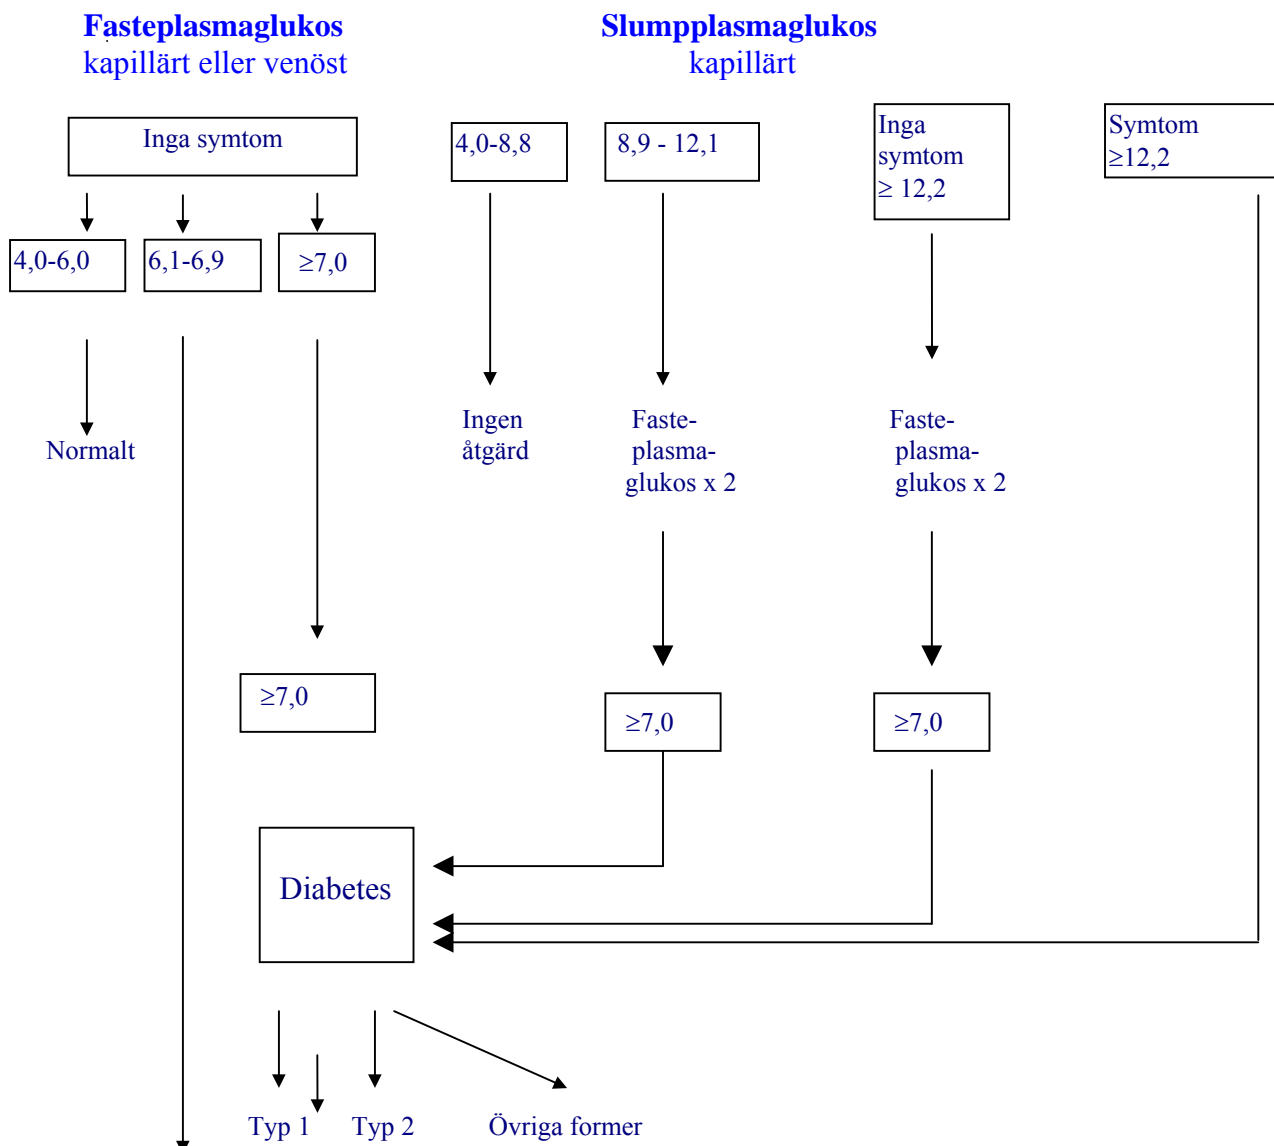 Fasteplasmaglukos
kapillärt eller venöst
Slumpplasmaglukos
kapillärt
Inga symtom
4,0-8,8
8,9 - 12,1
Inga
symtom
≥ 12,2
Symtom
≥12,2
4,0-6,0
6,1-6,9
≥7,0
Normalt
Ingen
åtgärd
Faste-
plasma-
glukos x 2
Faste-
plasma-
glukos x 2
≥7,0
≥7,0
≥7,0
Diabetes
Typ 1
Typ 2
Övriga former